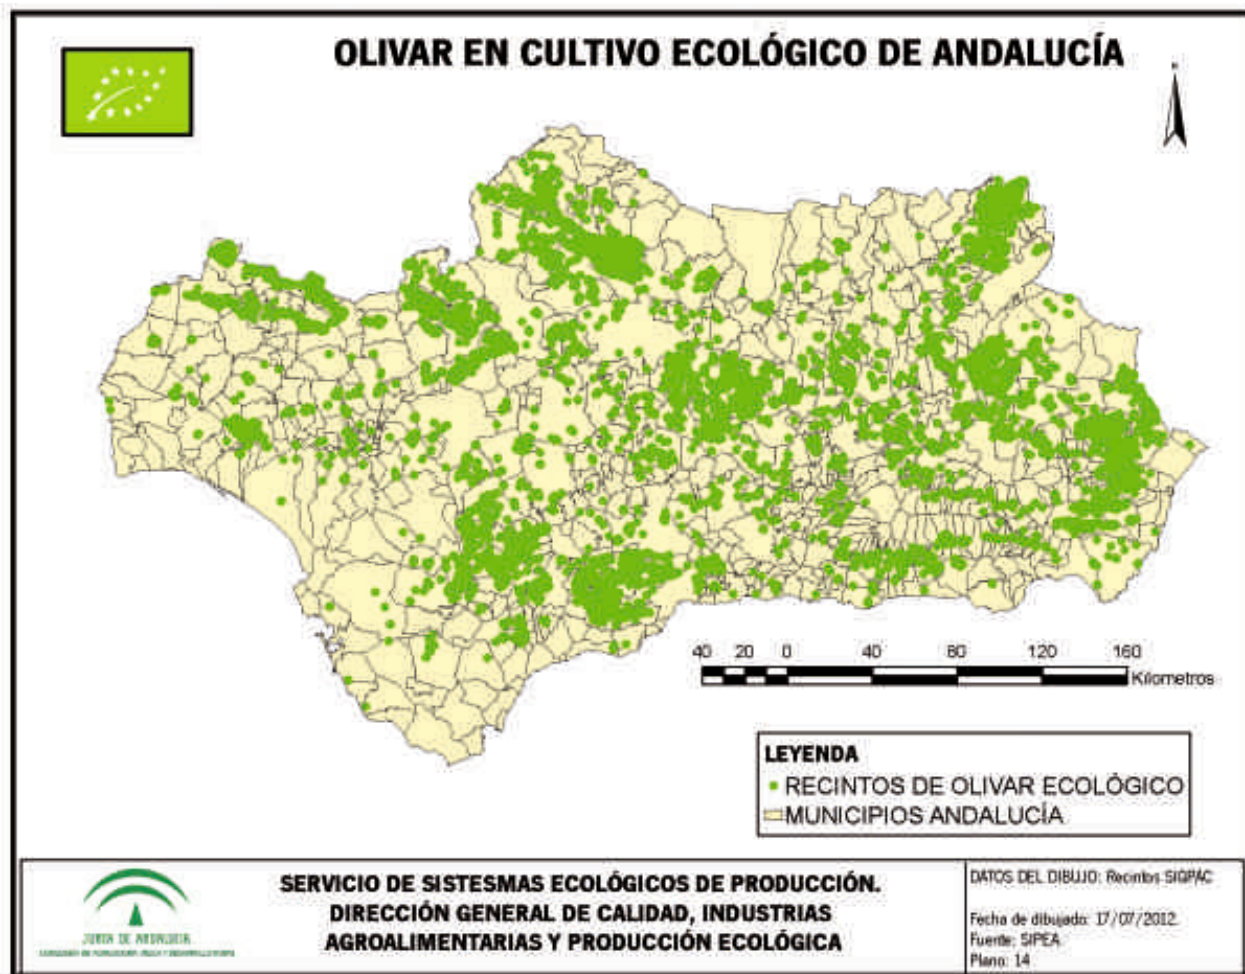 OLIVAR EN CULTIVO ECOLÓGICO DE ANDALUCÍA
40 20 0 40 80 120 160
Kilometros
LEYENDA
RECINTOS DE OLIVAR ECOLÓGICO
MUNICIPIOS ANDALUCÍA
SERVICIO DE SISTESMAS ECOLÓGICOS DE PRODUCCIÓN.
DIRECCIÓN GENERAL DE CALIDAD, INDUSTRIAS
AGROALIMENTARIAS Y PRODUCCIÓN ECOLÓGICA
JUNTA DE ANDALUCIA
DATOS DEL DIBUJO: Recintos SIGPAC
Fecha de dibujado: 17/07/2012.
Fuente: SIPEA.
Plano: 14